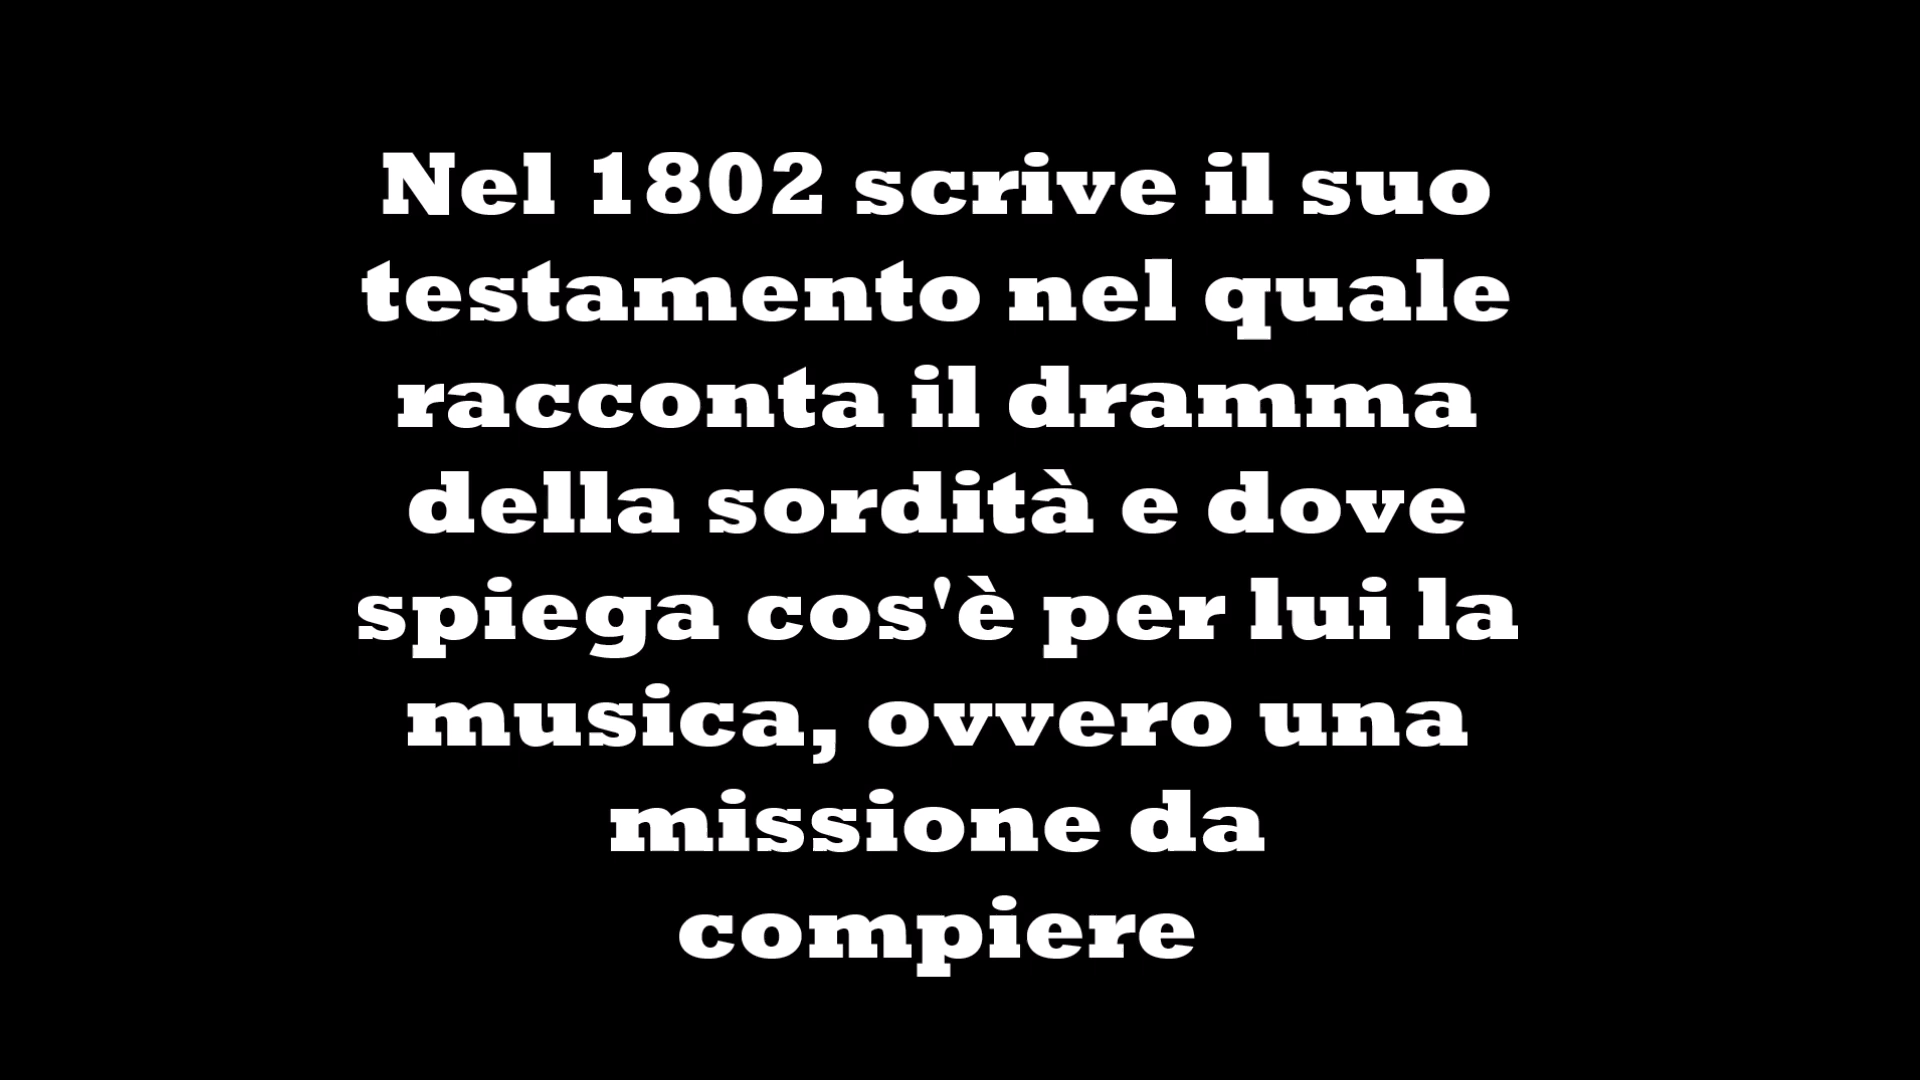 Nel 1802 scrive il suo
testamento nel quale
racconta il dramma
della sordità e dove
spiega cos'è per lui la
musica, ovvero una
missione da
compiere